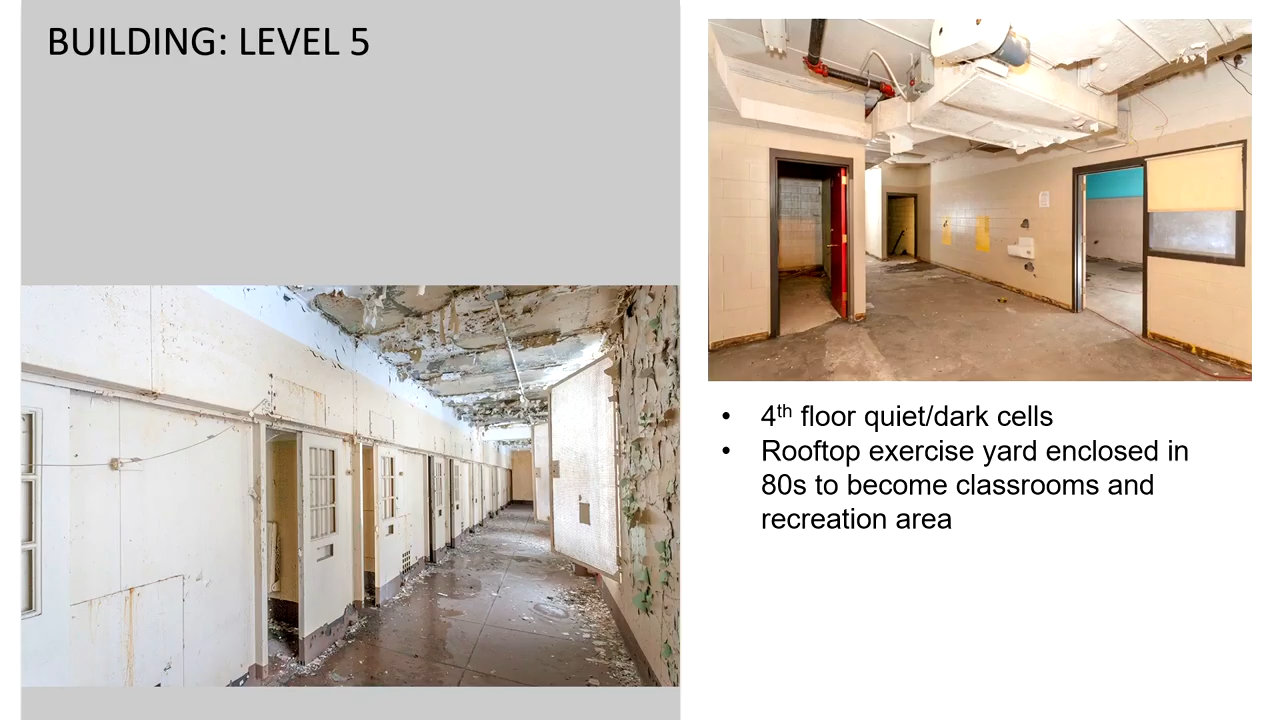 BUILDING: LEVEL 5
• 4th floor quiet/dark cells
• Rooftop exercise yard enclosed in
80s to become classrooms and
recreation area